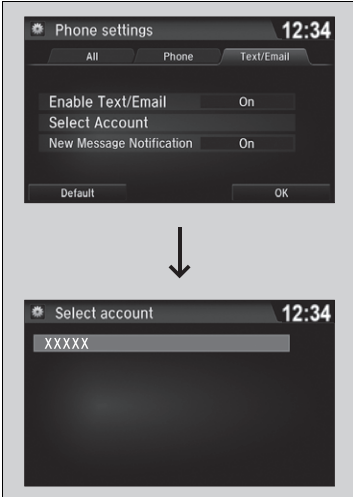 Phone settings 12:34
All Phone Text/Email
Enable Text/Email On
Select Account
New Message Notification On
Default OK
Select account 12:34
XXXXX